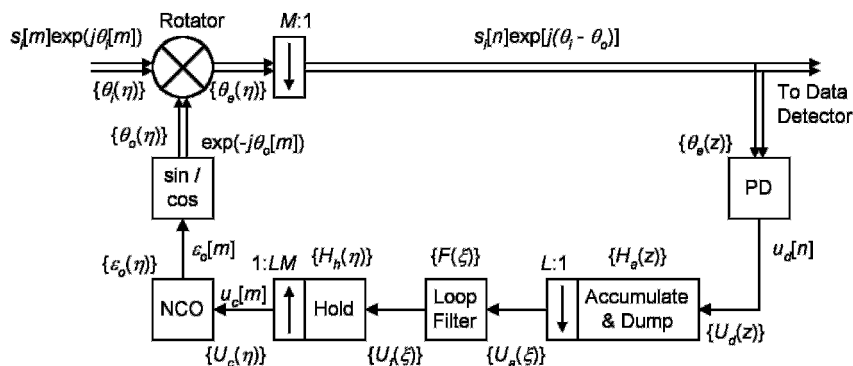 Rotator
M:1
s_i[m]exp(jθ_i[m])
s_i[n]exp[j(θ_i - θ_o)]
{θ_i(η)}
{θ_e(η)}
To Data
Detector
{θ_o(η)}
exp(-jθ_o[m])
{θ_e(z)}
sin /
cos
PD
ε_o[m]
{ε_o(η)}
1:LM
{H_h(η)}
{F(ξ)}
L:1
{H_a(z)}
u_d[n]
NCO
u_c[m]
Hold
Loop
Filter
Accumulate
& Dump
{U_c(η)}
{U_f(ξ)}
{U_a(ξ)}
{U_d(z)}